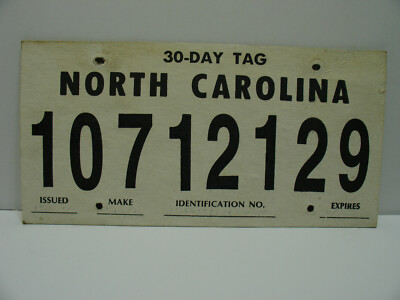 30-DAY TAG
NORTH CAROLINA
10712129
ISSUED MAKE IDENTIFICATION NO. EXPIRES